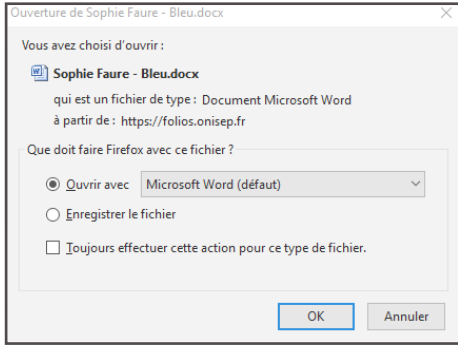 Ouverture de Sophie Faure - Bleu.docx
Vous avez choisi d'ouvrir :
Sophie Faure - Bleu.docx
qui est un fichier de type : Document Microsoft Word
à partir de : https://folios.onisep.fr
Que doit faire Firefox avec ce fichier ?
Ouvrir avec Microsoft Word (défaut)
Enregistrer le fichier
Toujours effectuer cette action pour ce type de fichier.
OK Annuler